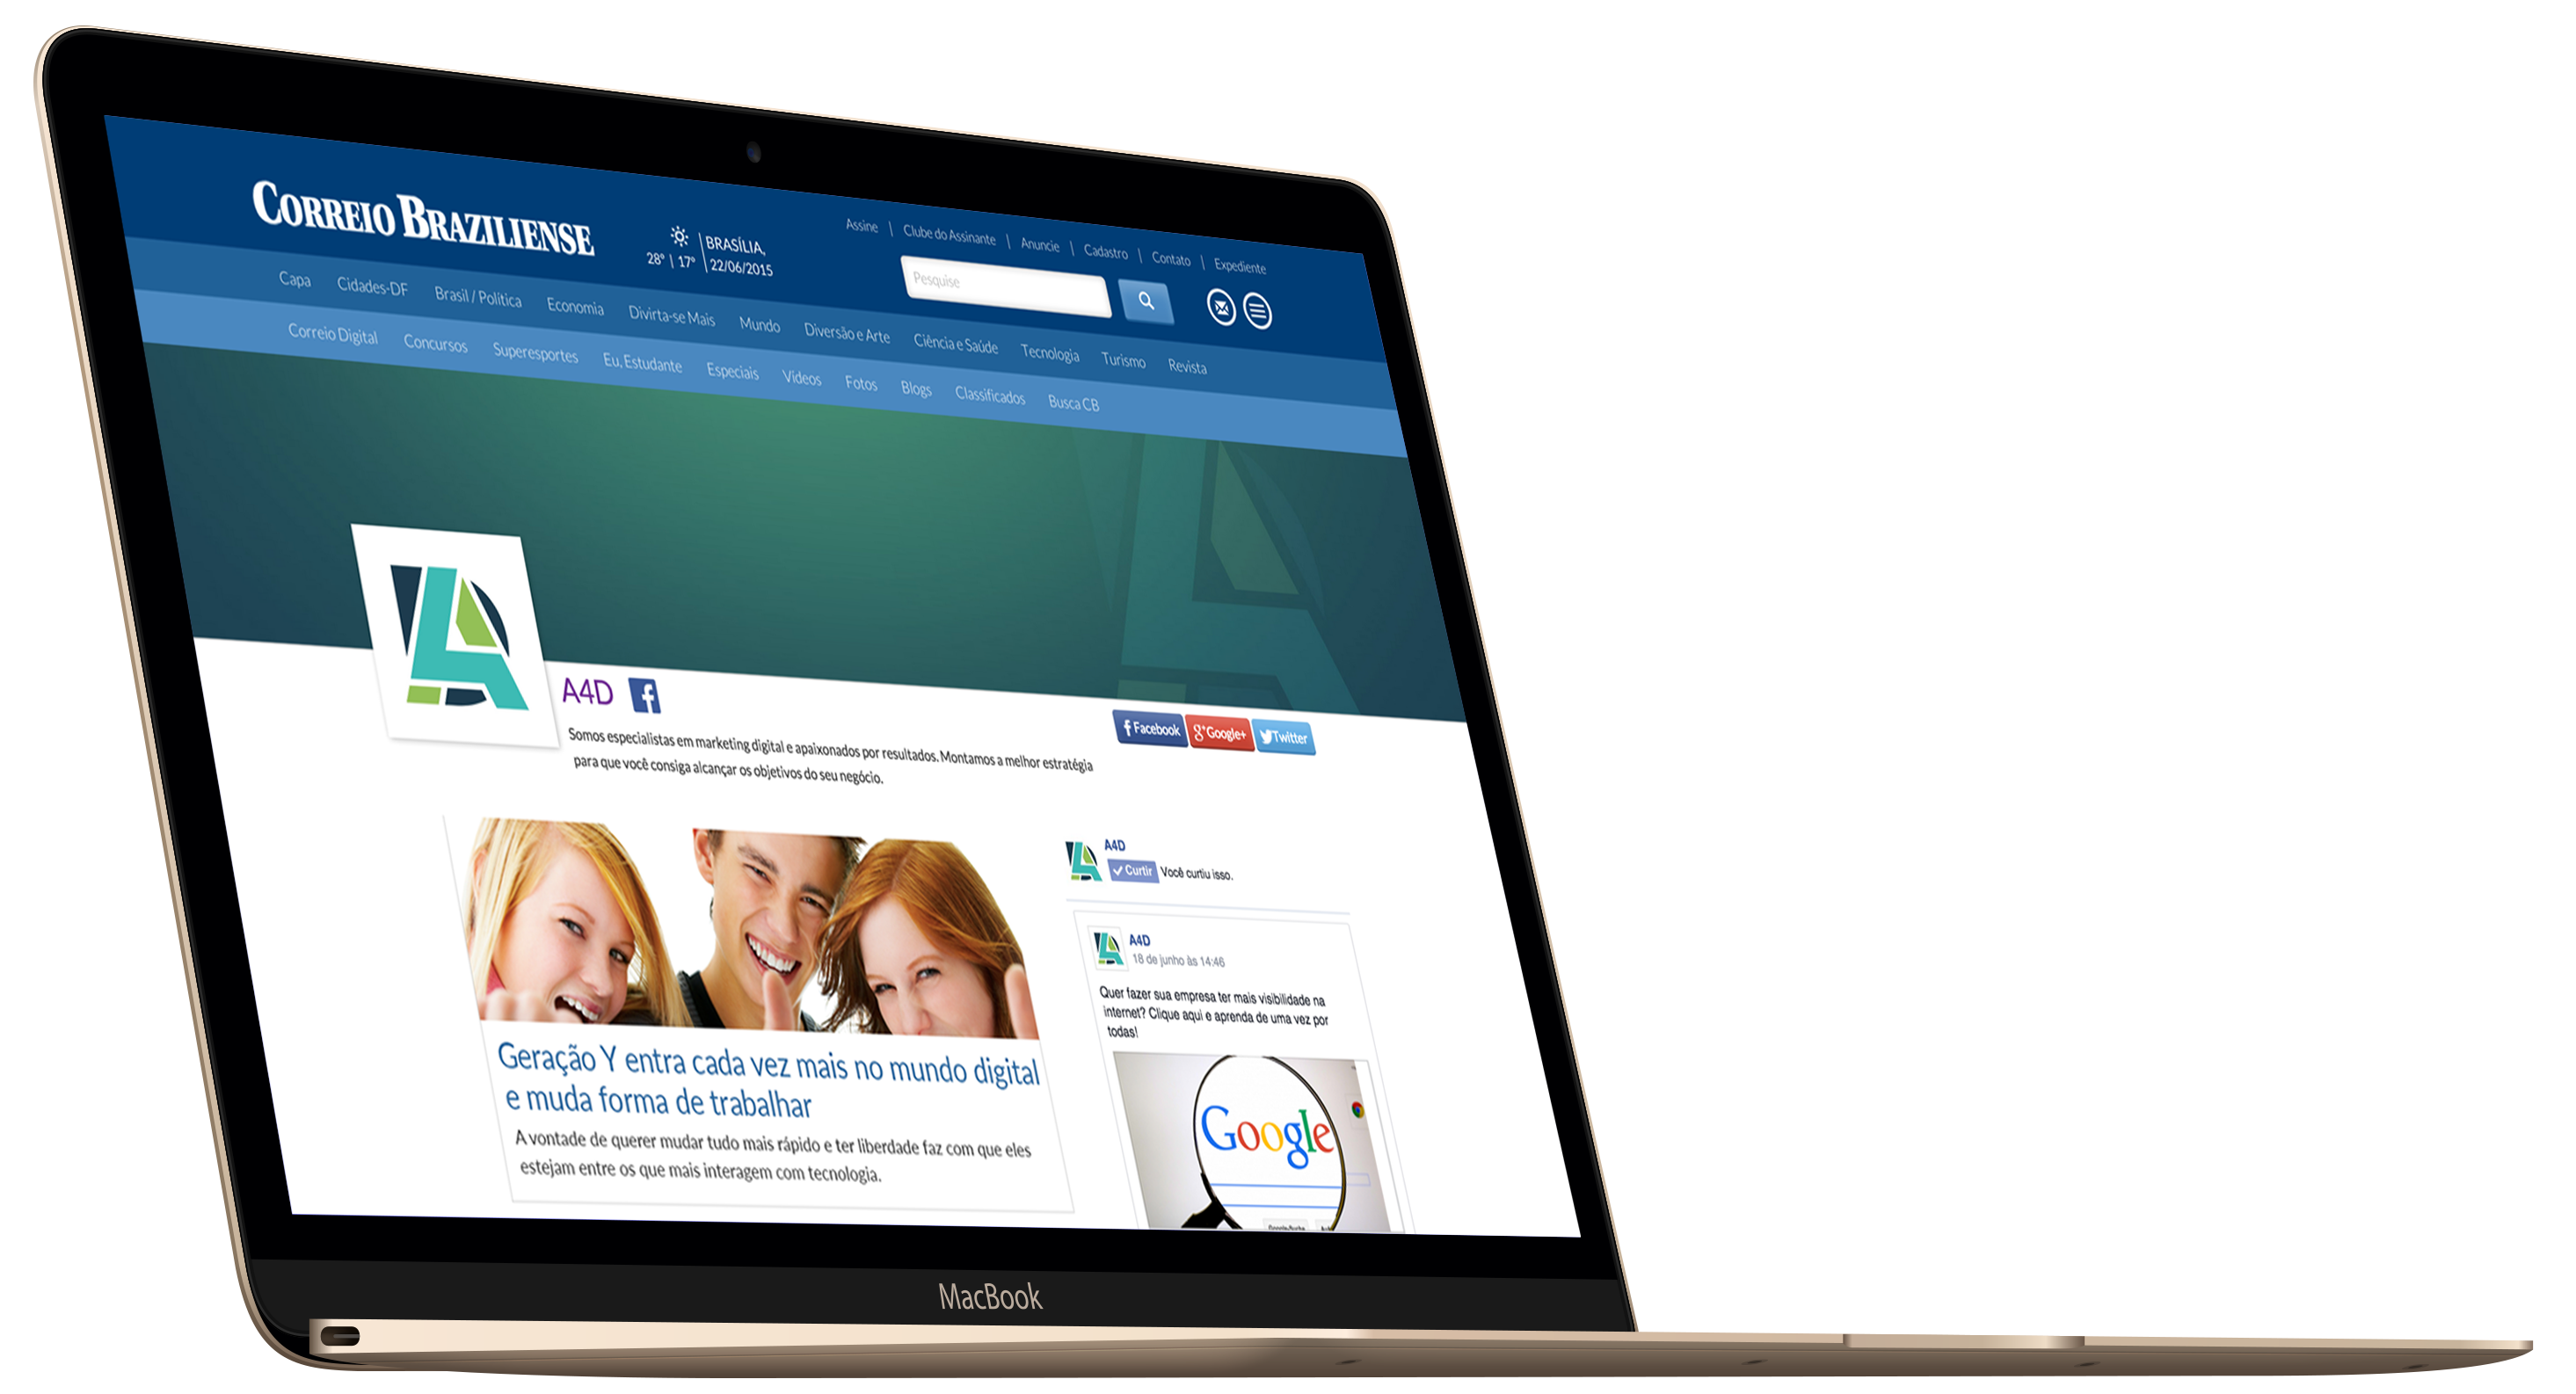 CORREIO BRAZILIENSE
28° | 17°
BRASÍLIA,
22/06/2015
Assine | Clube do Assinante | Anuncie | Cadastro | Contato | Expediente
Pesquise
Capa Cidades-DF Brasil / Política Economia Divirta-se Mais Mundo Diversão e Arte Ciência e Saúde Tecnologia Turismo Revista
Correio Digital Concursos Superesportes Eu, Estudante Especiais Vídeos Fotos Blogs Classificados Busca CB
A4D f
Somos especialistas em marketing digital e apaixonados por resultados. Montamos a melhor estratégia
para que você consiga alcançar os objetivos do seu negócio.
f Facebook g+ Google+ Twitter
Geração Y entra cada vez mais no mundo digital
e muda forma de trabalhar
A vontade de querer mudar tudo mais rápido e ter liberdade faz com que eles
estejam entre os que mais interagem com tecnologia.
A4D
Curtir Você curtiu isso.
A4D
18 de junho às 14:46
Quer fazer sua empresa ter mais visibilidade na
internet? Clique aqui e aprenda de uma vez por
todas!
Google
MacBook